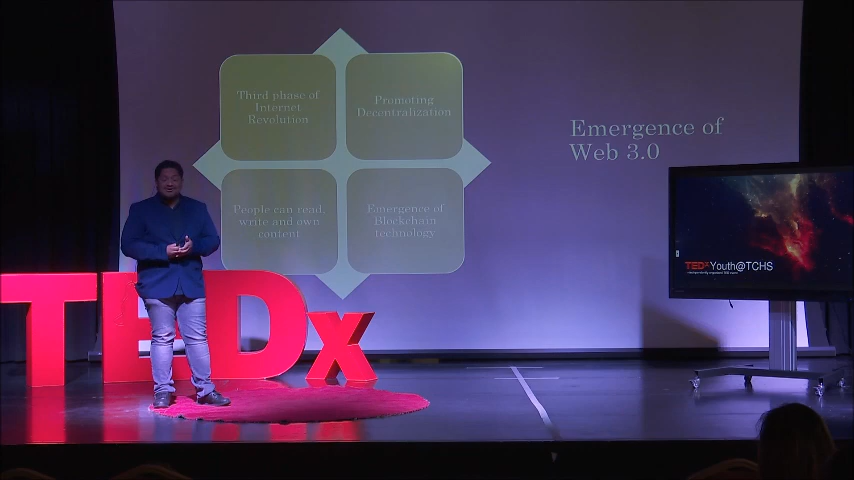 Third phase of
Internet
Revolution
Promoting
Decentralization
People can read,
write and own
content
Emergence of
Blockchain
technology
Emergence of
Web 3.0
TEDx
TEDxYouth@TCHS